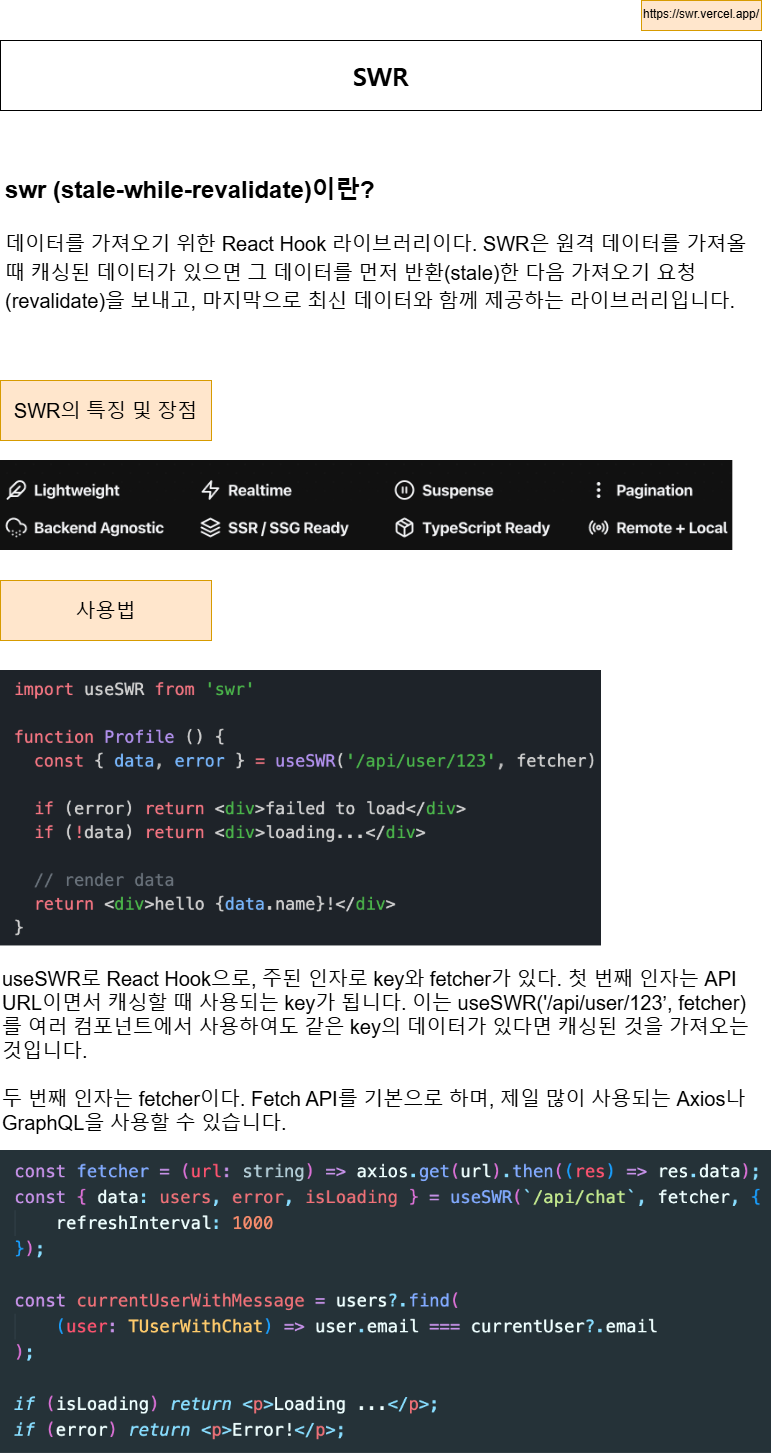 https://swr.vercel.app/
SWR
swr (stale-while-revalidate)이란?
데이터를 가져오기 위한 React Hook 라이브러리이다. SWR은 원격 데이터를 가져올
때 캐싱된 데이터가 있으면 그 데이터를 먼저 반환(stale)한 다음 가져오기 요청
(revalidate)을 보내고, 마지막으로 최신 데이터와 함께 제공하는 라이브러리입니다.
SWR의 특징 및 장점
Lightweight Realtime Suspense Pagination
Backend Agnostic SSR / SSG Ready TypeScript Ready Remote + Local
사용법
import useSWR from 'swr'
function Profile () {
  const { data, error } = useSWR('/api/user/123', fetcher)
  if (error) return <div>failed to load</div>
  if (!data) return <div>loading...</div>
  // render data
  return <div>hello {data.name}!</div>
}
useSWR로 React Hook으로, 주된 인자로 key와 fetcher가 있다. 첫 번째 인자는 API
URL이면서 캐싱할 때 사용되는 key가 됩니다. 이는 useSWR('/api/user/123’, fetcher)
를 여러 컴포넌트에서 사용하여도 같은 key의 데이터가 있다면 캐싱된 것을 가져오는
것입니다.
두 번째 인자는 fetcher이다. Fetch API를 기본으로 하며, 제일 많이 사용되는 Axios나
GraphQL을 사용할 수 있습니다.
const fetcher = (url: string) => axios.get(url).then((res) => res.data);
const { data: users, error, isLoading } = useSWR(`/api/chat`, fetcher, {
    refreshInterval: 1000
});
const currentUserWithMessage = users?.find(
    (user: TUserWithChat) => user.email === currentUser?.email
);
if (isLoading) return <p>Loading ...</p>;
if (error) return <p>Error!</p>;